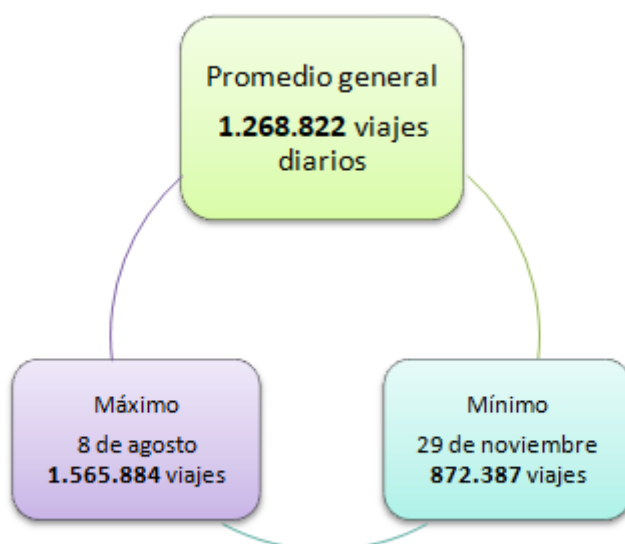 Promedio general
1.268.822 viajes
diarios
Máximo
8 de agosto
1.565.884 viajes
Mínimo
29 de noviembre
872.387 viajes